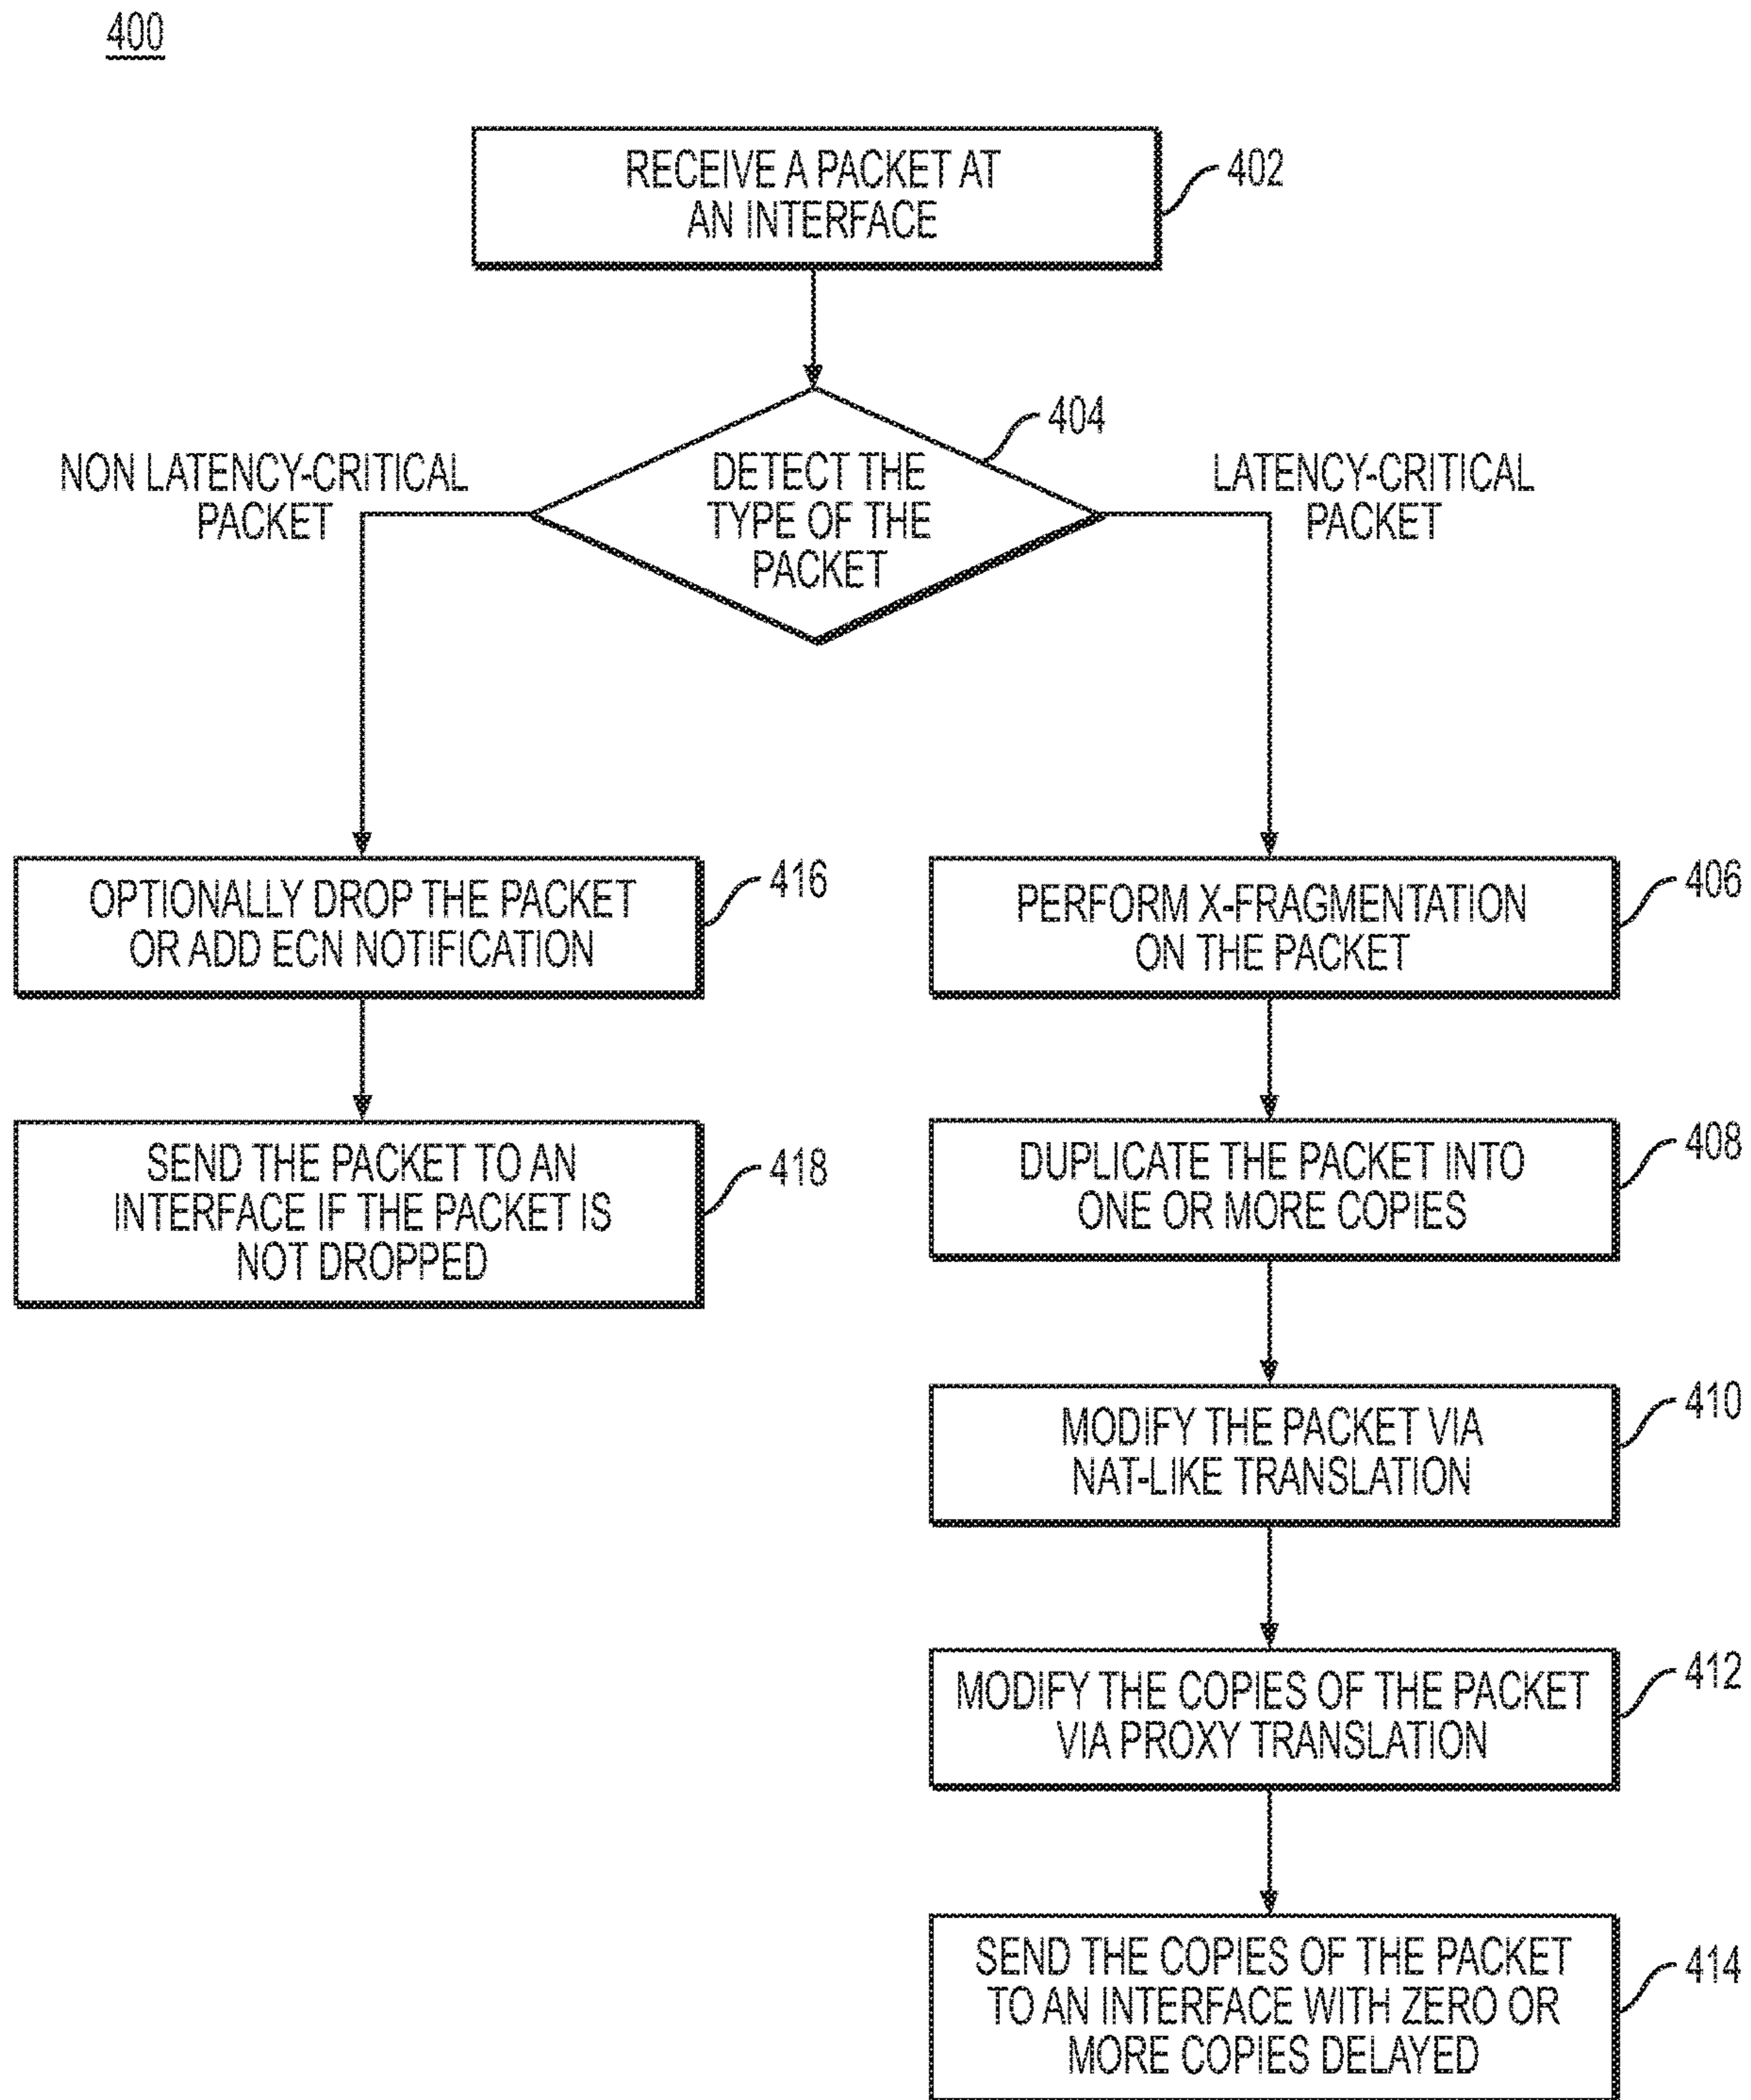 400
RECEIVE A PACKET AT
AN INTERFACE
402
404
DETECT THE
TYPE OF THE
PACKET
NON LATENCY-CRITICAL
PACKET
LATENCY-CRITICAL
PACKET
OPTIONALLY DROP THE PACKET
OR ADD ECN NOTIFICATION
416
SEND THE PACKET TO AN
INTERFACE IF THE PACKET IS
NOT DROPPED
418
PERFORM X-FRAGMENTATION
ON THE PACKET
406
DUPLICATE THE PACKET INTO
ONE OR MORE COPIES
408
MODIFY THE PACKET VIA
NAT-LIKE TRANSLATION
410
MODIFY THE COPIES OF THE PACKET
VIA PROXY TRANSLATION
412
SEND THE COPIES OF THE PACKET
TO AN INTERFACE WITH ZERO OR
MORE COPIES DELAYED
414